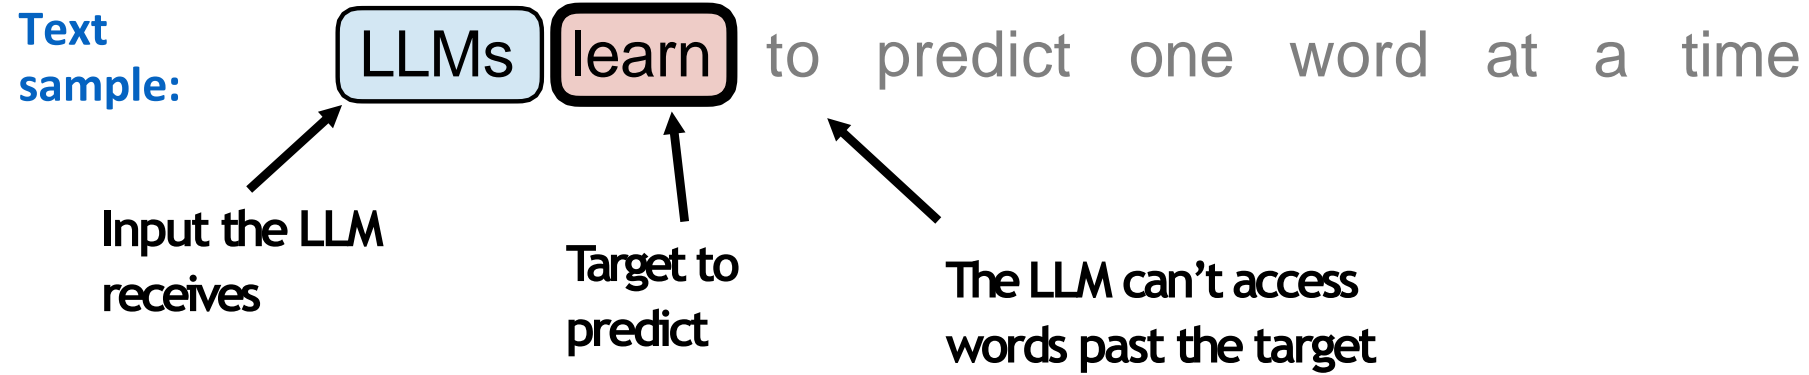 Text
sample:
LLMs learn to predict one word at a time
Input the LLM
receives
Target to
predict
The LLM can’t access
words past the target